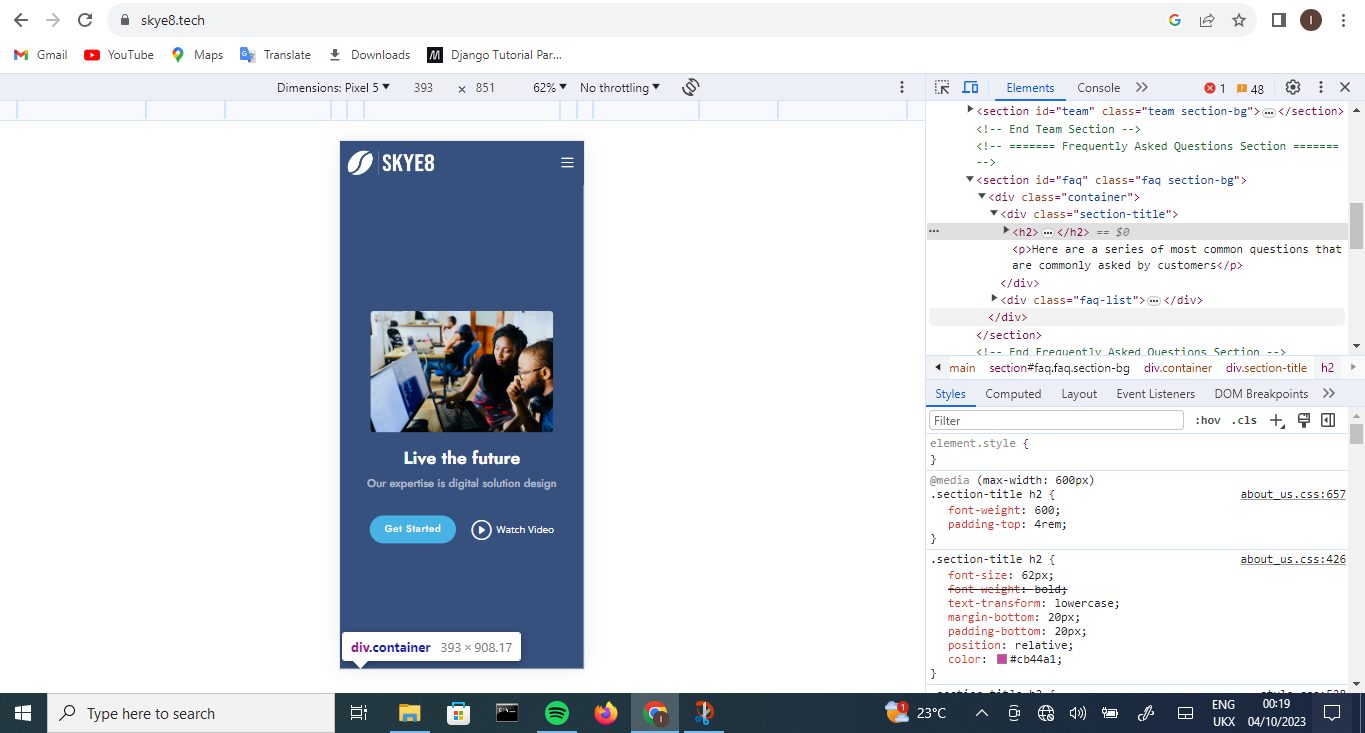 skye8.tech
G
I
Gmail
YouTube
Maps
Translate
Downloads
M
Django Tutorial Par...
Dimensions: Pixel 5
393
×
851
62%
No throttling
Elements
Console
1
48
SKYE8
Live the future
Our expertise is digital solution design
Get Started
Watch Video
div.container 393 × 908.17
<section id="team" class="team section-bg">…</section>
<!-- End Team Section -->
<!-- ======= Frequently Asked Questions Section =======
-->
<section id="faq" class="faq section-bg">
<div class="container">
<div class="section-title">
<h2>…</h2> == $0
<p>Here are a series of most common questions that
are commonly asked by customers</p>
</div>
<div class="faq-list">…</div>
</div>
</section>
<!-- End Frequently Asked Questions Section -->
main section#faq.faq.section-bg div.container div.section-title h2
Styles Computed Layout Event Listeners DOM Breakpoints
Filter
:hov .cls
element.style {
}
@media (max-width: 600px)
.section-title h2 { about_us.css:657
font-weight: 600;
padding-top: 4rem;
}
.section-title h2 { about_us.css:426
font-size: 62px;
font-weight: bold;
text-transform: lowercase;
margin-bottom: 20px;
padding-bottom: 20px;
position: relative;
color: #cb44a1;
}
Type here to search
1
23°C
ENG
UKX
00:19
04/10/2023